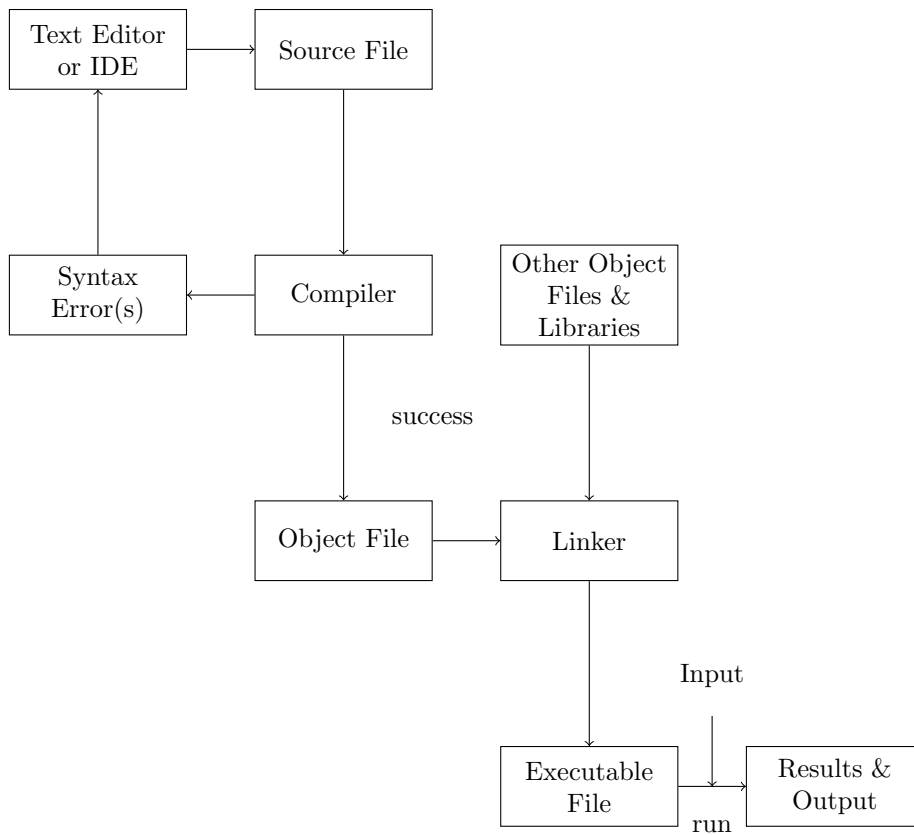 Text Editor
or IDE
Source File
Syntax
Error(s)
Compiler
Other Object
Files &
Libraries
success
Object File
Linker
Input
Executable
File
run
Results &
Output